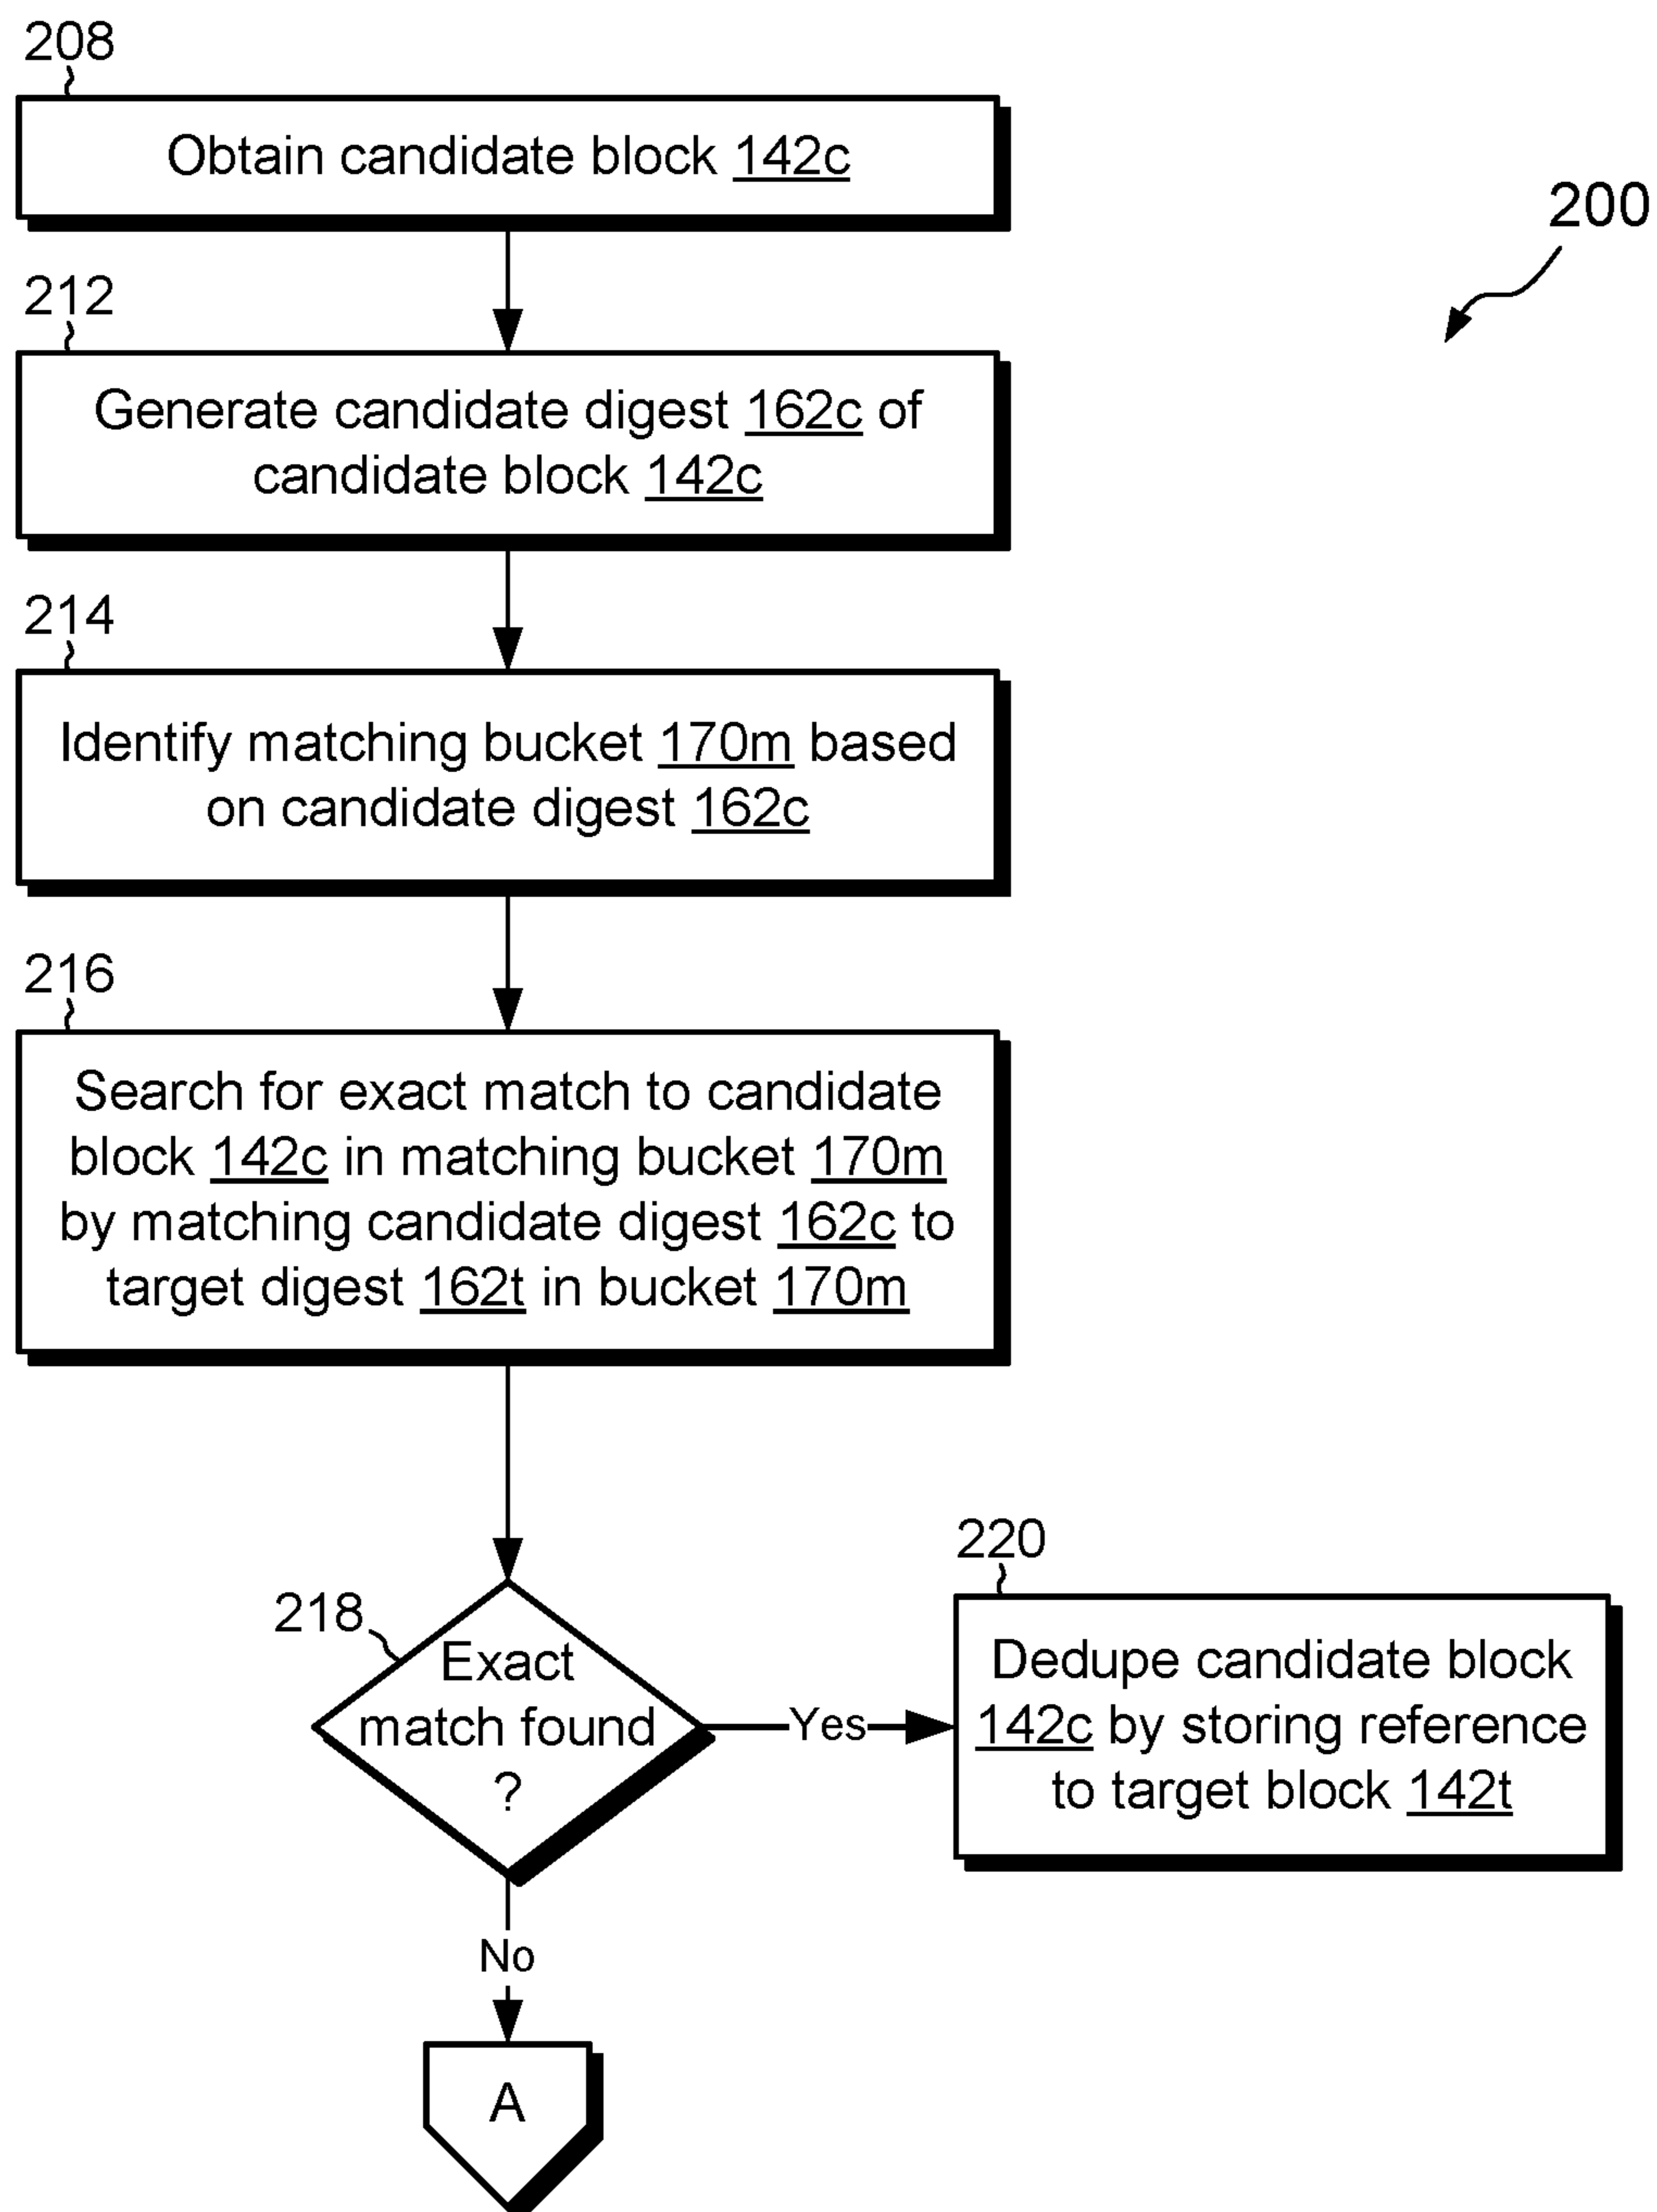 208
Obtain candidate block 142c
200
212
Generate candidate digest 162c of
candidate block 142c
214
Identify matching bucket 170m based
on candidate digest 162c
216
Search for exact match to candidate
block 142c in matching bucket 170m
by matching candidate digest 162c to
target digest 162t in bucket 170m
218
Exact
match found
?
Yes
220
Dedupe candidate block
142c by storing reference
to target block 142t
No
A